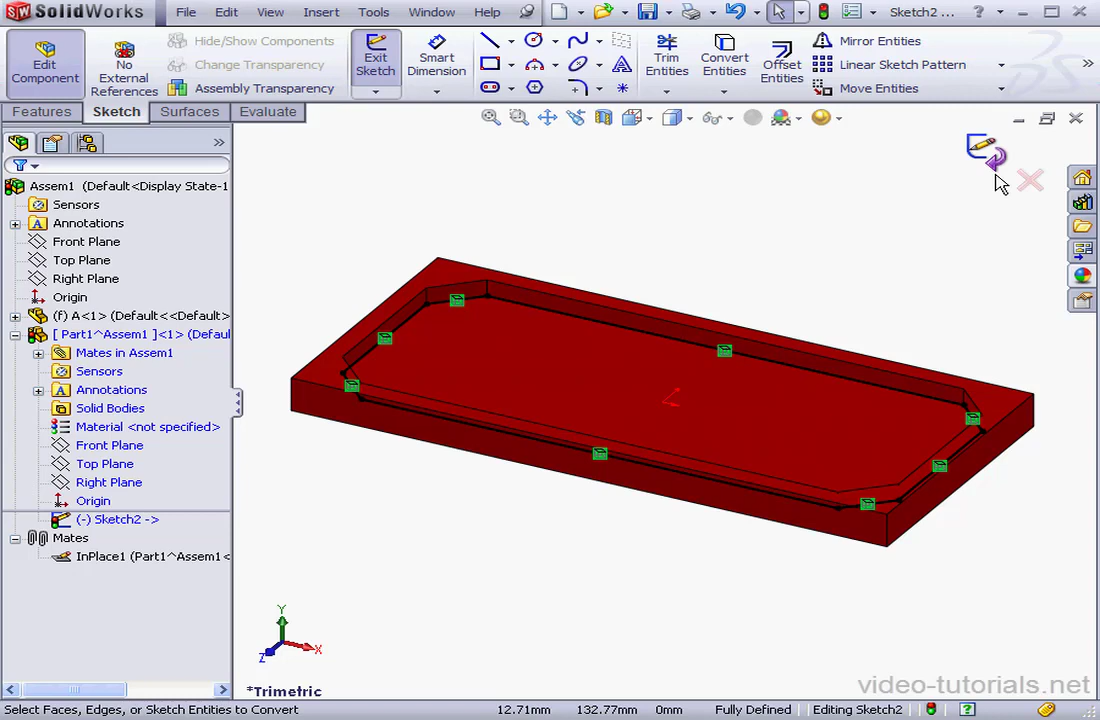 SolidWorks File Edit View Insert Tools Window Help Sketch2 ... ?
Edit Component
No External References
Hide/Show Components
Change Transparency
Assembly Transparency
Exit Sketch
Smart Dimension
Trim Entities
Convert Entities
Offset Entities
Mirror Entities
Linear Sketch Pattern
Move Entities
Features Sketch Surfaces Evaluate
Assem1 (Default<Display State-1
Sensors
Annotations
Front Plane
Top Plane
Right Plane
Origin
(f) A<1> (Default<<Default>
[ Part1^Assem1 ]<1> (Defau
Mates in Assem1
Sensors
Annotations
Solid Bodies
Material <not specified>
Front Plane
Top Plane
Right Plane
Origin
(-) Sketch2 ->
Mates
InPlace1 (Part1^Assem1<
Y
X
Z
*Trimetric
video-tutorials.net
Select Faces, Edges, or Sketch Entities to Convert 12.71mm 132.77mm 0mm Fully Defined Editing Sketch2